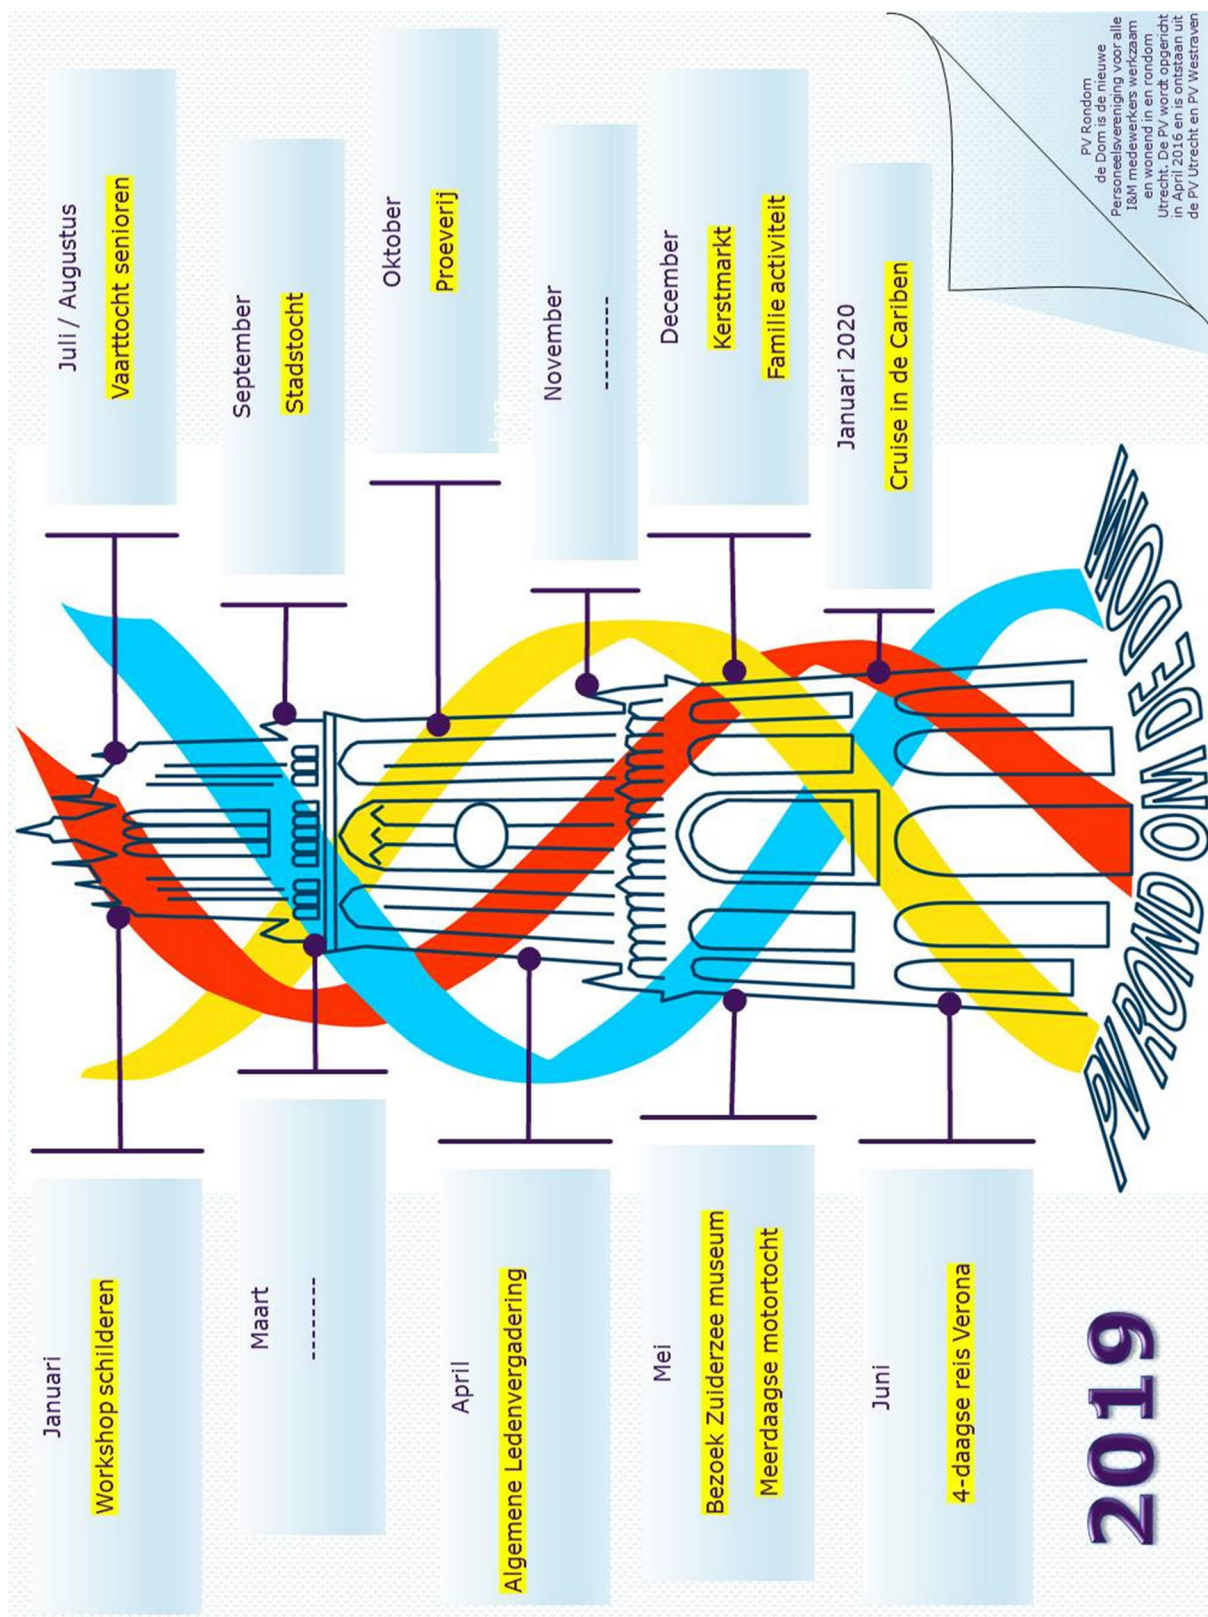 Januari
Workshop schilderen
Maart
---------
April
Algemene Ledenvergadering
Mei
Bezoek Zuiderzee museum
Meerdaagse motortocht
Juni
4-daagse reis Verona
2019
Juli / Augustus
Vaarttocht senioren
September
Stadstocht
Oktober
Proeverij
November
----------
December
Kerstmarkt
Familie activiteit
Januari 2020
Cruise in de Cariben
PV ROND OM DE DOM
PV Rondom
de Dom is de nieuwe
Personeelsvereniging voor alle
I&M medewerkers werkzaam
en wonend in en rondom
Utrecht. De PV wordt opgericht
in April 2016 en is ontstaan uit
de PV Utrecht en PV Westraven